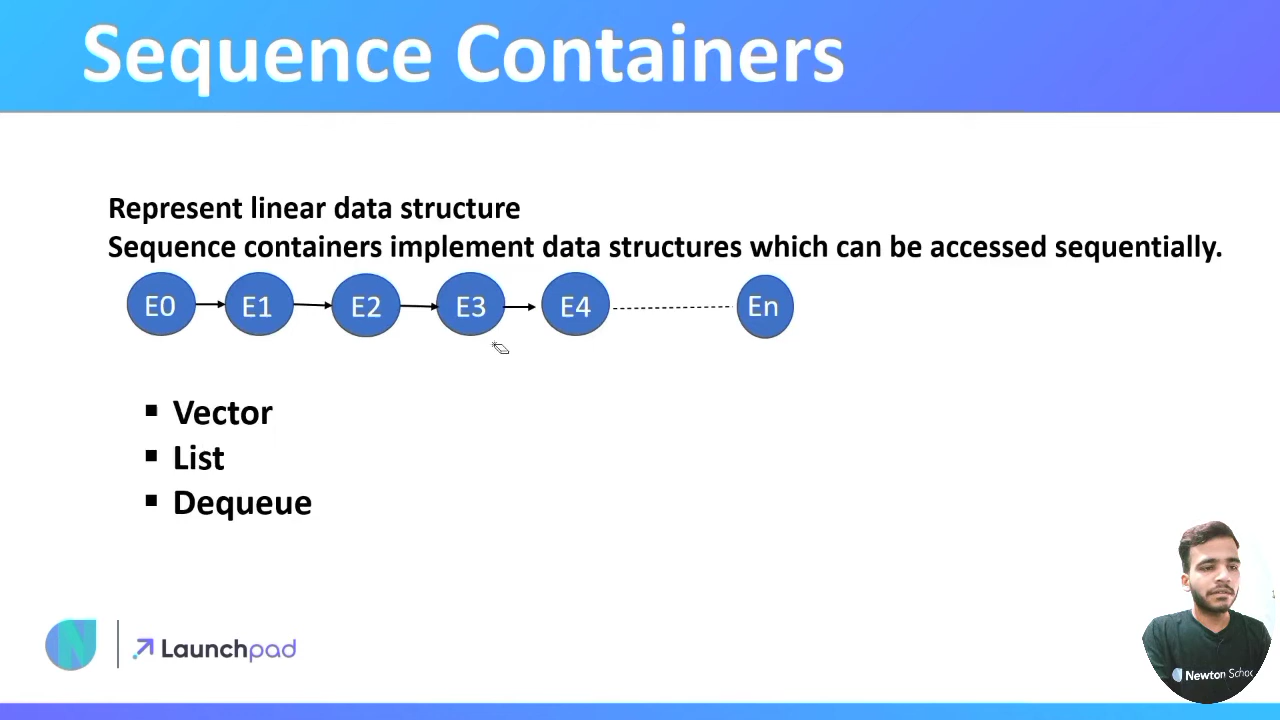 Sequence Containers
Represent linear data structure
Sequence containers implement data structures which can be accessed sequentially.
E0 E1 E2 E3 E4 En
▪ Vector
▪ List
▪ Dequeue
Launchpad
Newton Schoo